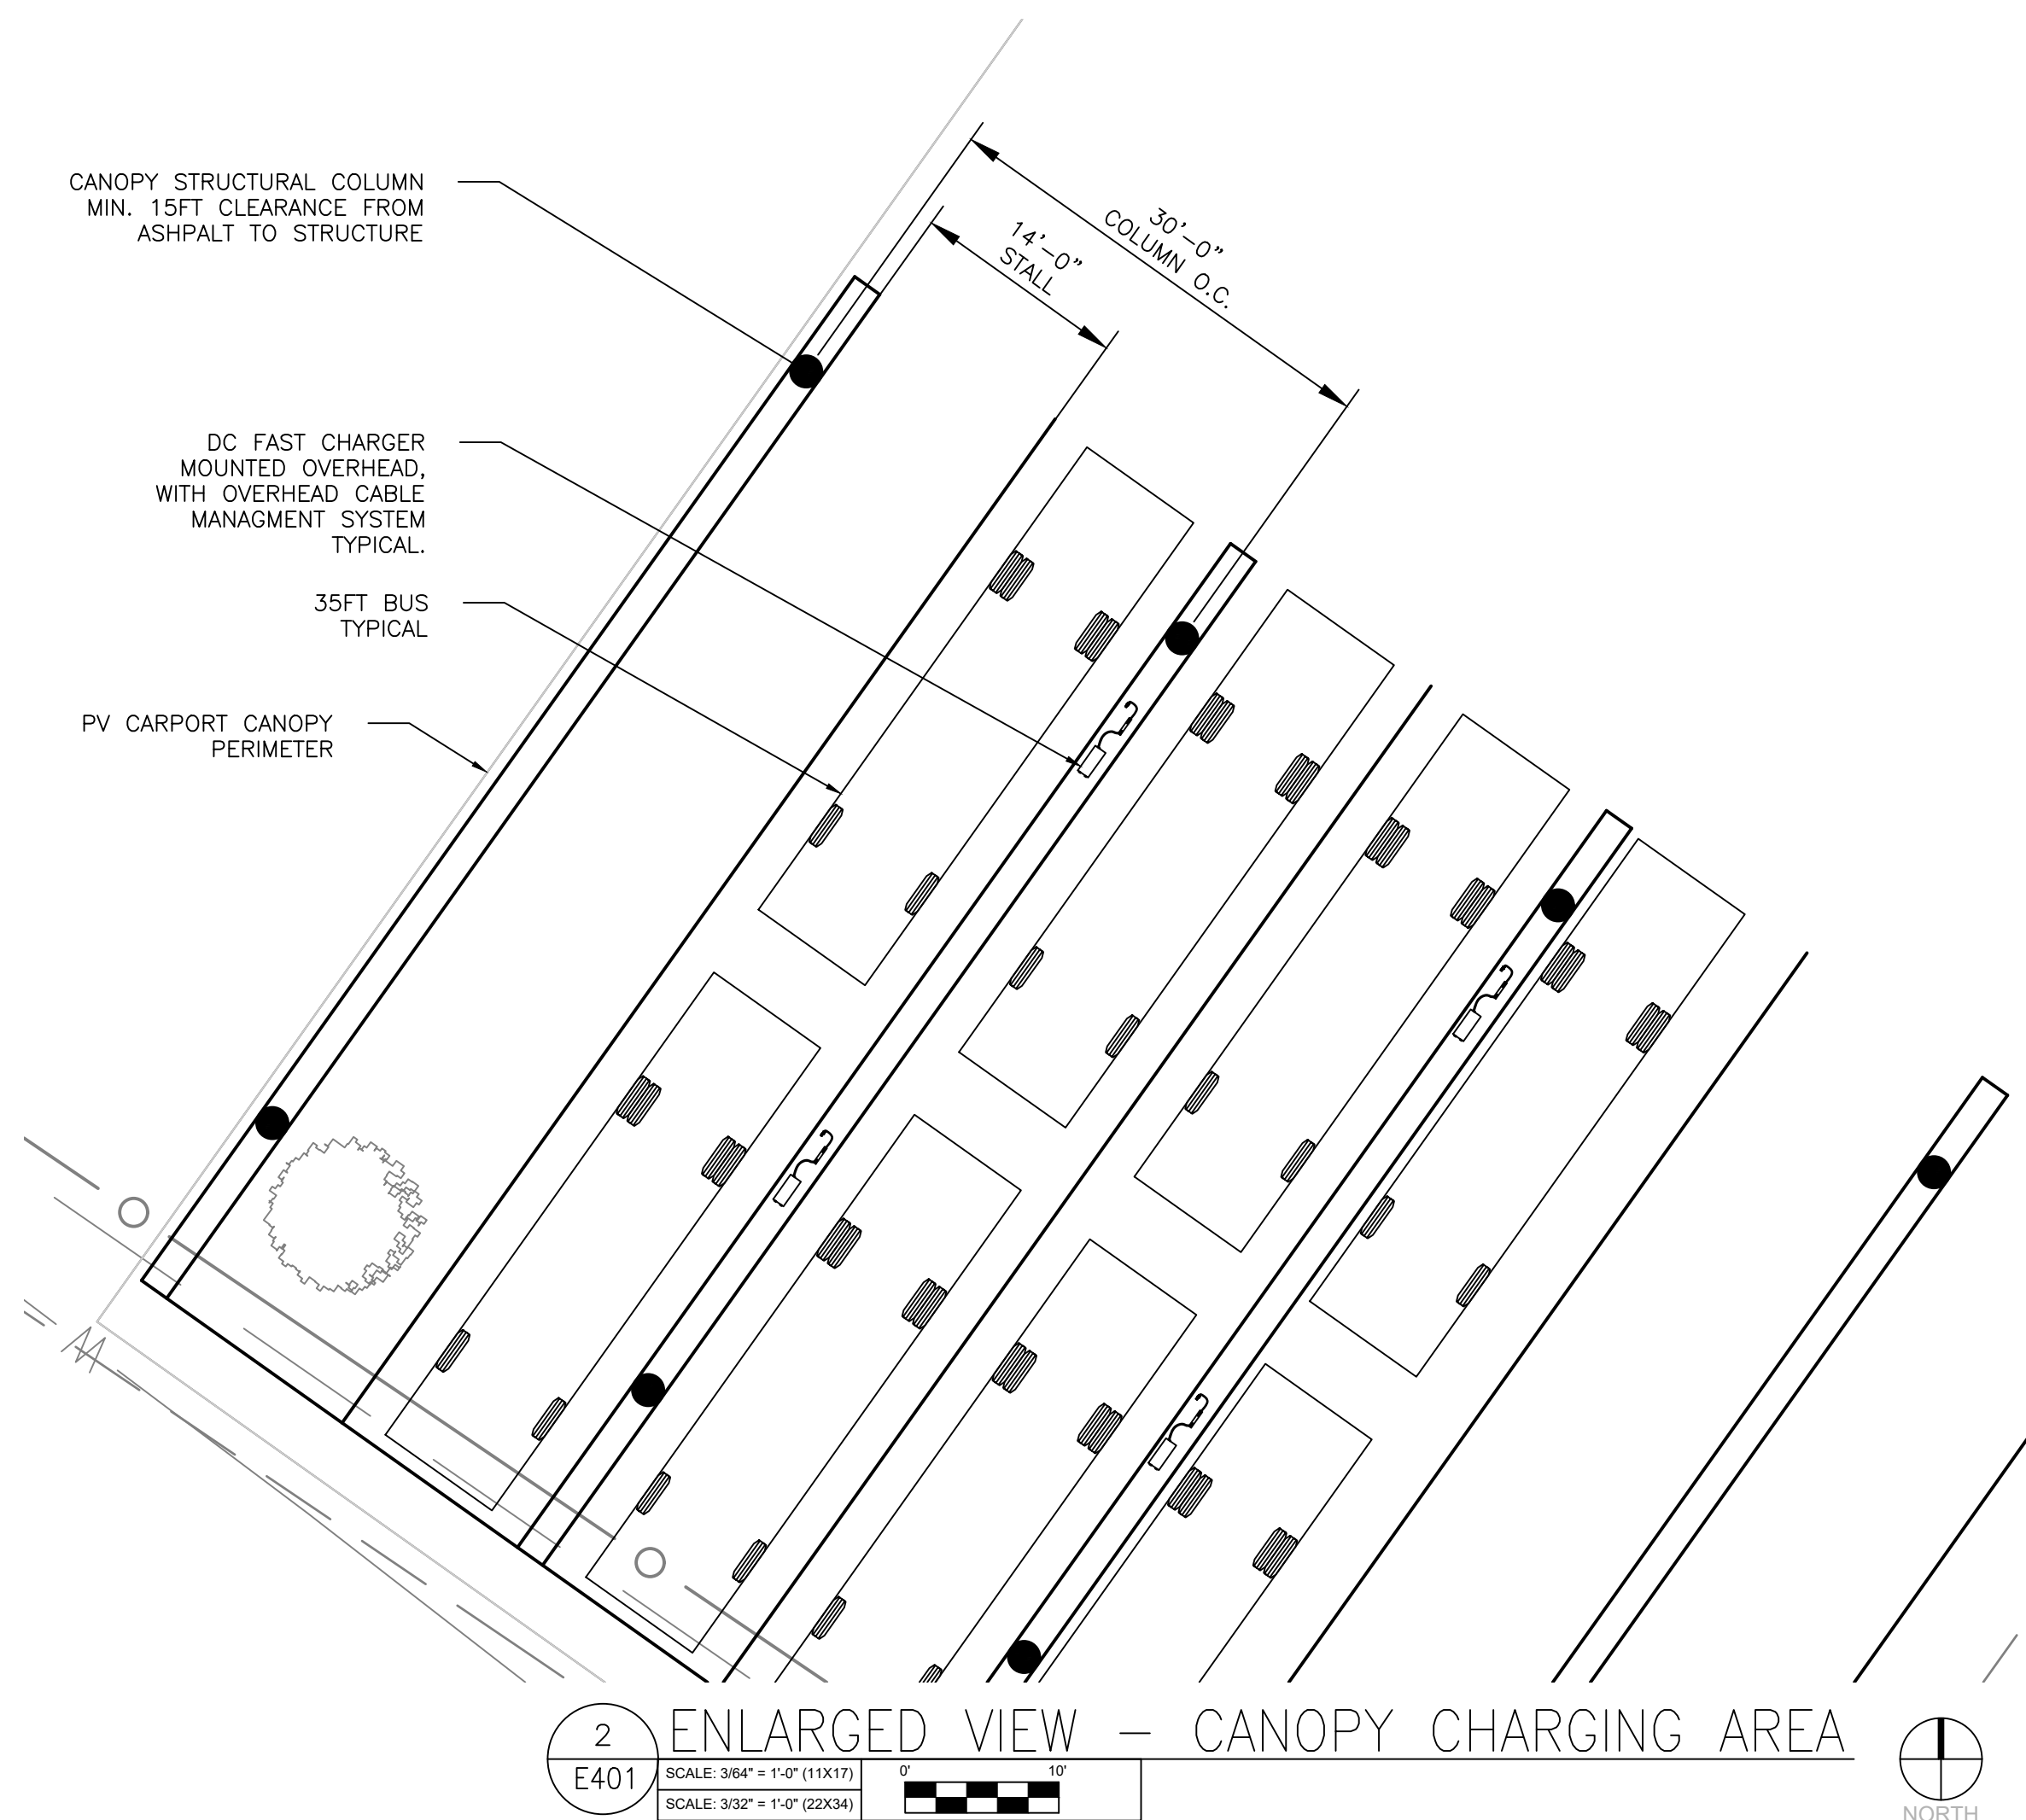 CANOPY STRUCTURAL COLUMN
MIN. 15FT CLEARANCE FROM
ASHPALT TO STRUCTURE
30'-0"
COLUMN O.C.
14'-0"
STALL
DC FAST CHARGER
MOUNTED OVERHEAD,
WITH OVERHEAD CABLE
MANAGMENT SYSTEM
TYPICAL.
35FT BUS
TYPICAL
PV CARPORT CANOPY
PERIMETER
2
E401
ENLARGED VIEW - CANOPY CHARGING AREA
SCALE: 3/64" = 1'-0" (11X17)
SCALE: 3/32" = 1'-0" (22X34)
0' 10'
NORTH